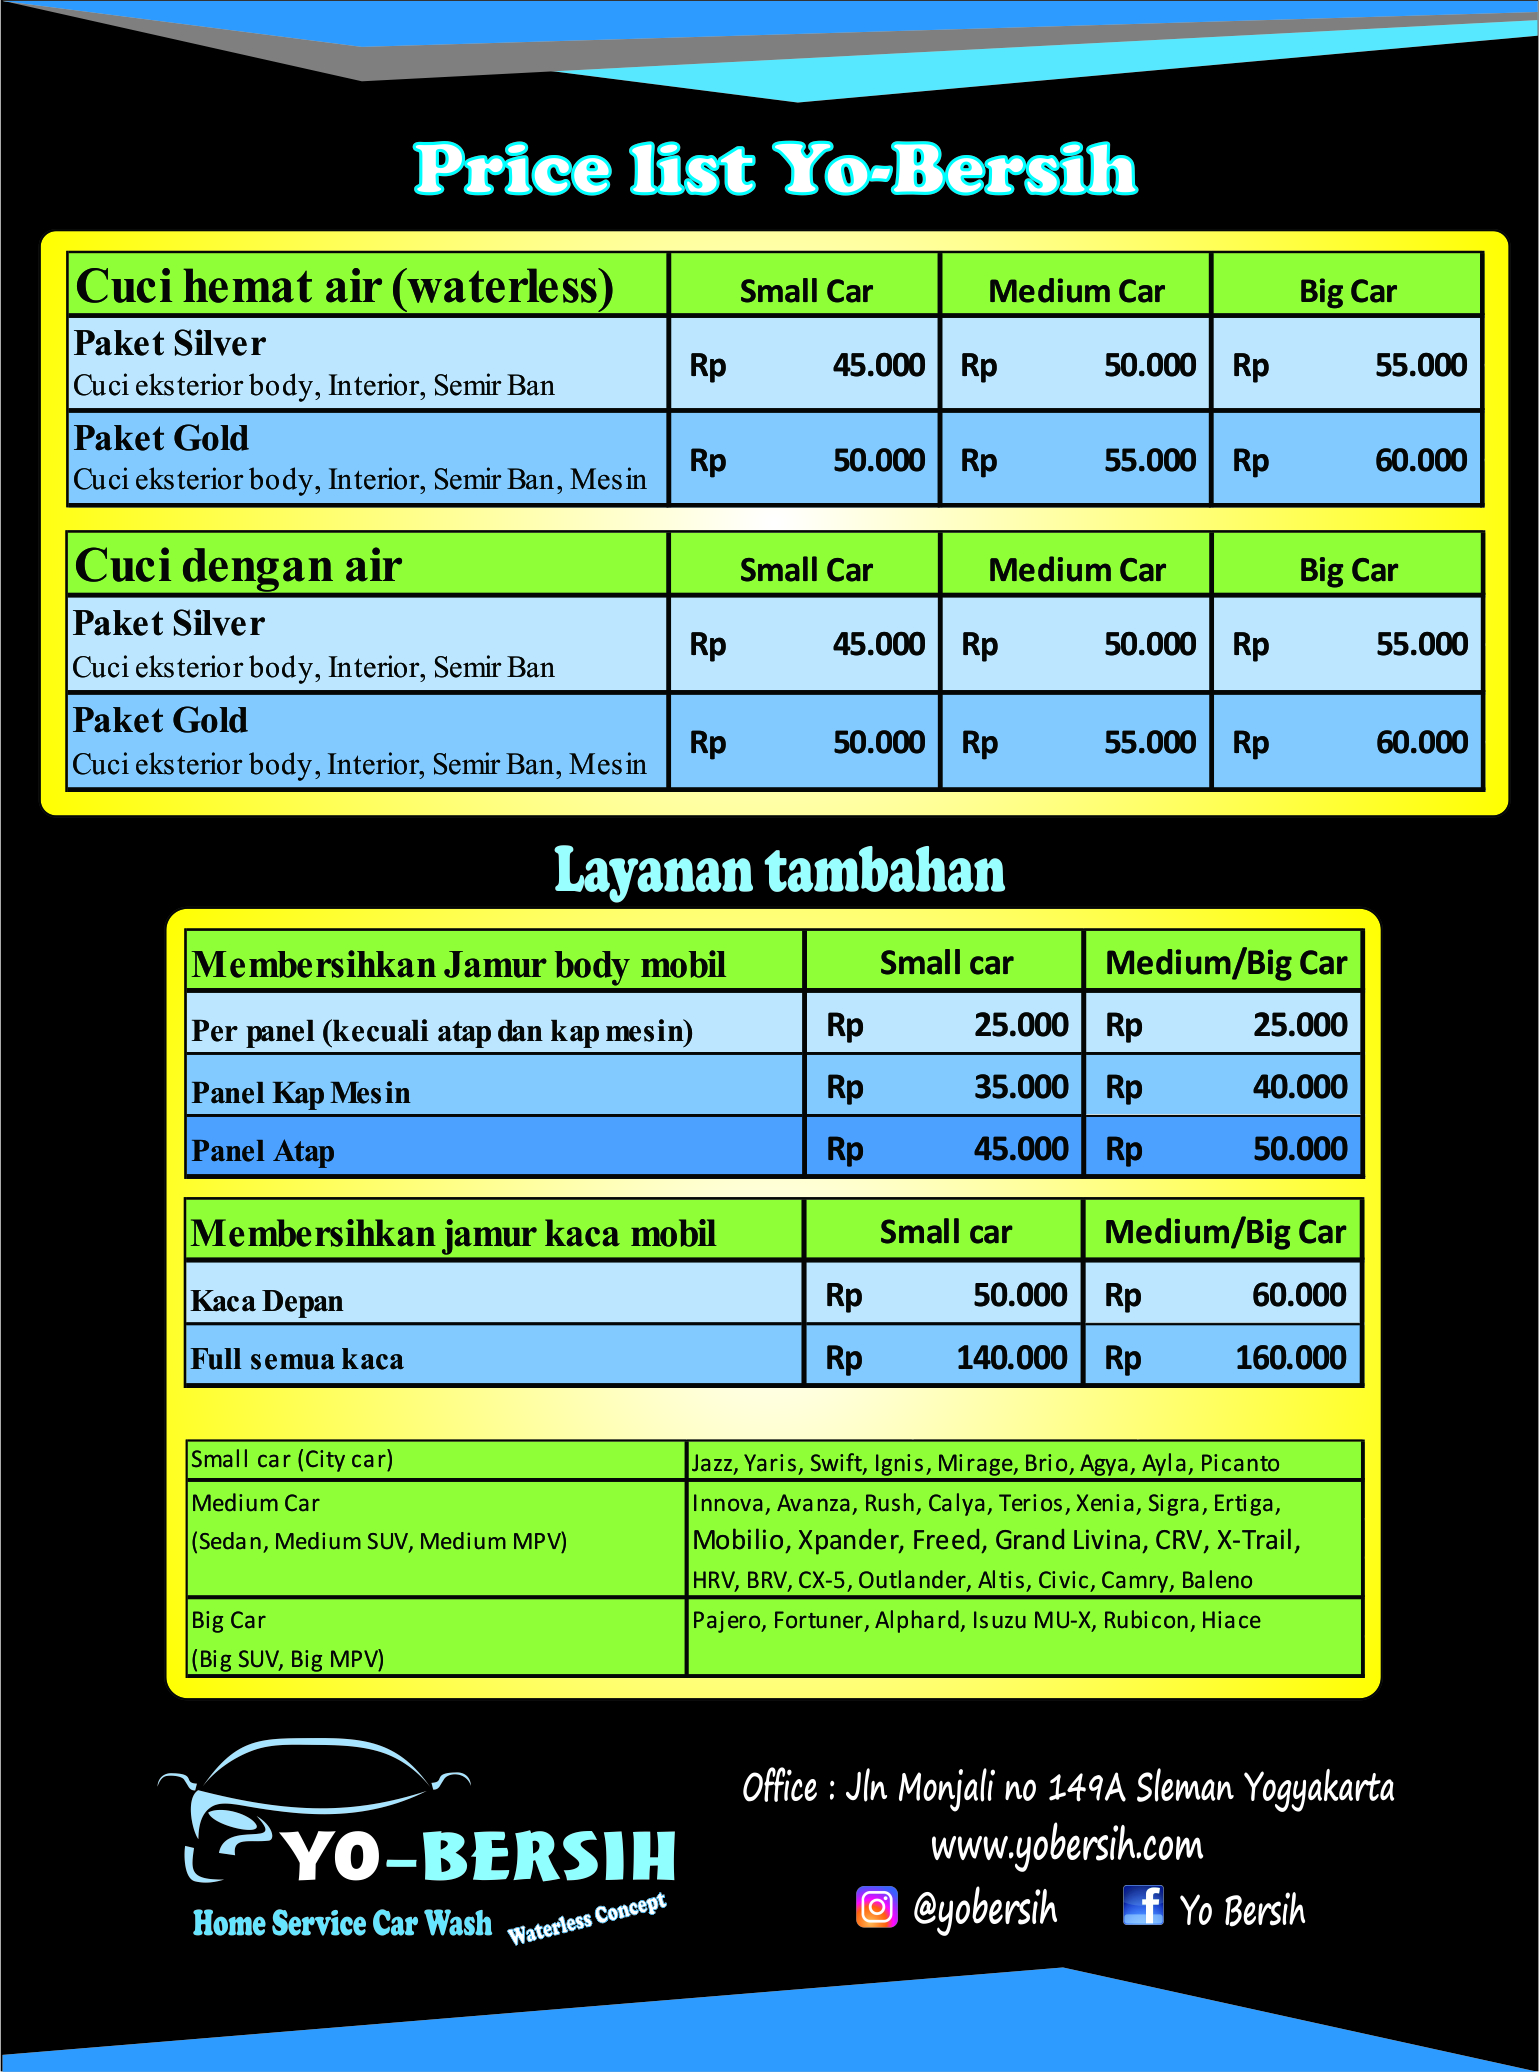 Price list Yo-Bersih
Cuci hemat air (waterless) Small Car Medium Car Big Car
Paket Silver
Cuci eksterior body, Interior, Semir Ban Rp 45.000 Rp 50.000 Rp 55.000
Paket Gold
Cuci eksterior body, Interior, Semir Ban, Mesin Rp 50.000 Rp 55.000 Rp 60.000
Cuci dengan air Small Car Medium Car Big Car
Paket Silver
Cuci eksterior body, Interior, Semir Ban Rp 45.000 Rp 50.000 Rp 55.000
Paket Gold
Cuci eksterior body, Interior, Semir Ban, Mesin Rp 50.000 Rp 55.000 Rp 60.000
Layanan tambahan
Membersihkan Jamur body mobil Small car Medium/Big Car
Per panel (kecuali atap dan kap mesin) Rp 25.000 Rp 25.000
Panel Kap Mesin Rp 35.000 Rp 40.000
Panel Atap Rp 45.000 Rp 50.000
Membersihkan jamur kaca mobil Small car Medium/Big Car
Kaca Depan Rp 50.000 Rp 60.000
Full semua kaca Rp 140.000 Rp 160.000
Small car (City car) Jazz, Yaris, Swift, Ignis, Mirage, Brio, Agya, Ayla, Picanto
Medium Car Innova, Avanza, Rush, Calya, Terios, Xenia, Sigra, Ertiga,
(Sedan, Medium SUV, Medium MPV) Mobilio, Xpander, Freed, Grand Livina, CRV, X-Trail,
HRV, BRV, CX-5, Outlander, Altis, Civic, Camry, Baleno
Big Car Pajero, Fortuner, Alphard, Isuzu MU-X, Rubicon, Hiace
(Big SUV, Big MPV)
YO-BERSIH
Home Service Car Wash Waterless Concept
Office : Jln Monjali no 149A Sleman Yogyakarta
www.yobersih.com
@yobersih Yo Bersih